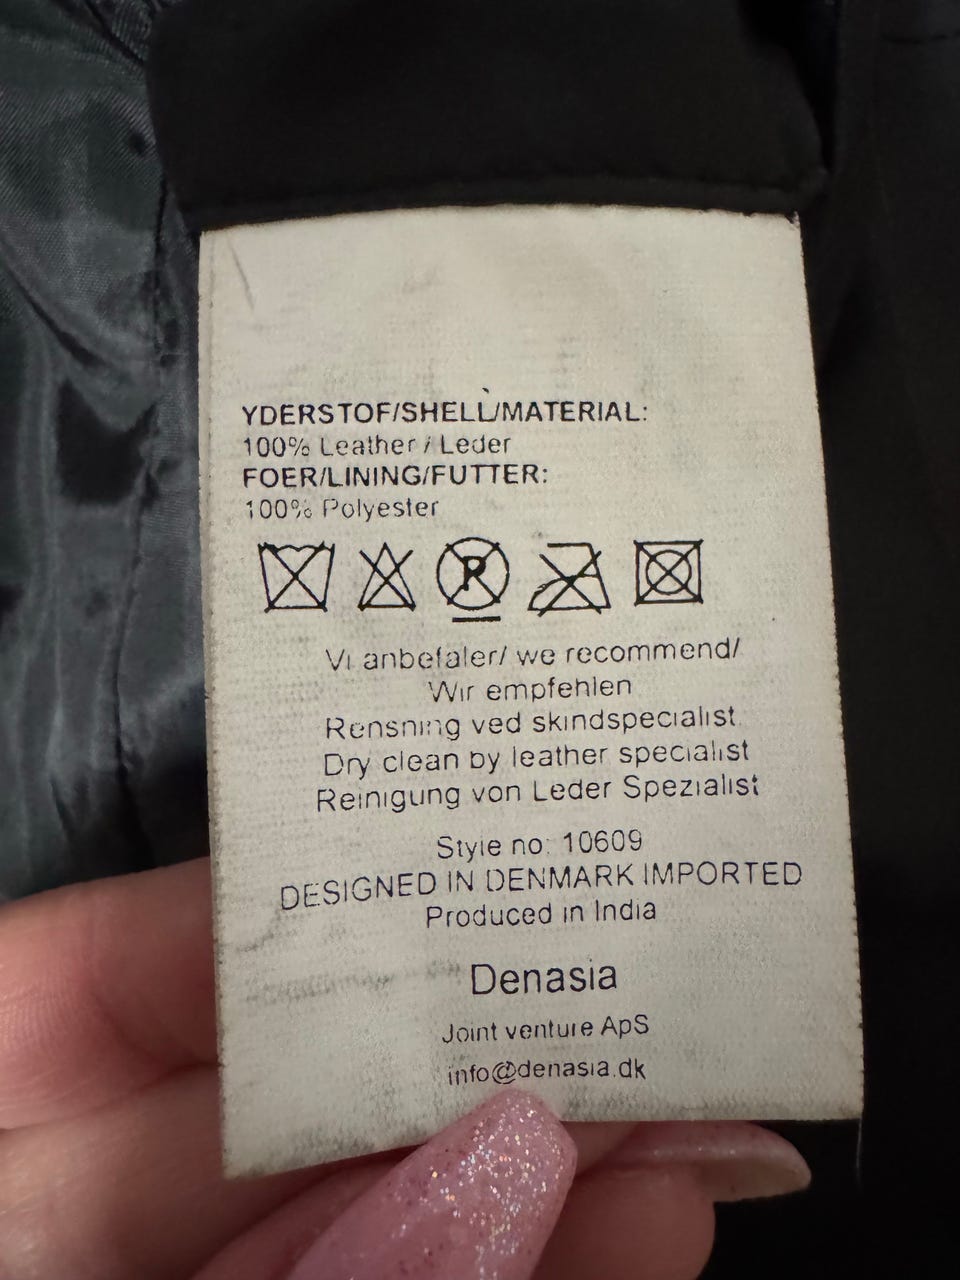 YDERSTOF/SHELL/MATERIAL:
100% Leather / Leder
FOER/LINING/FUTTER:
100% Polyester
P
Vi anbefaler/ we recommend/
Wir empfehlen
Rensning ved skindspecialist
Dry clean by leather specialist
Reinigung von Leder Spezialist
Style no: 10609
DESIGNED IN DENMARK IMPORTED
Produced in India
Denasia
Joint venture ApS
info@denasia.dk